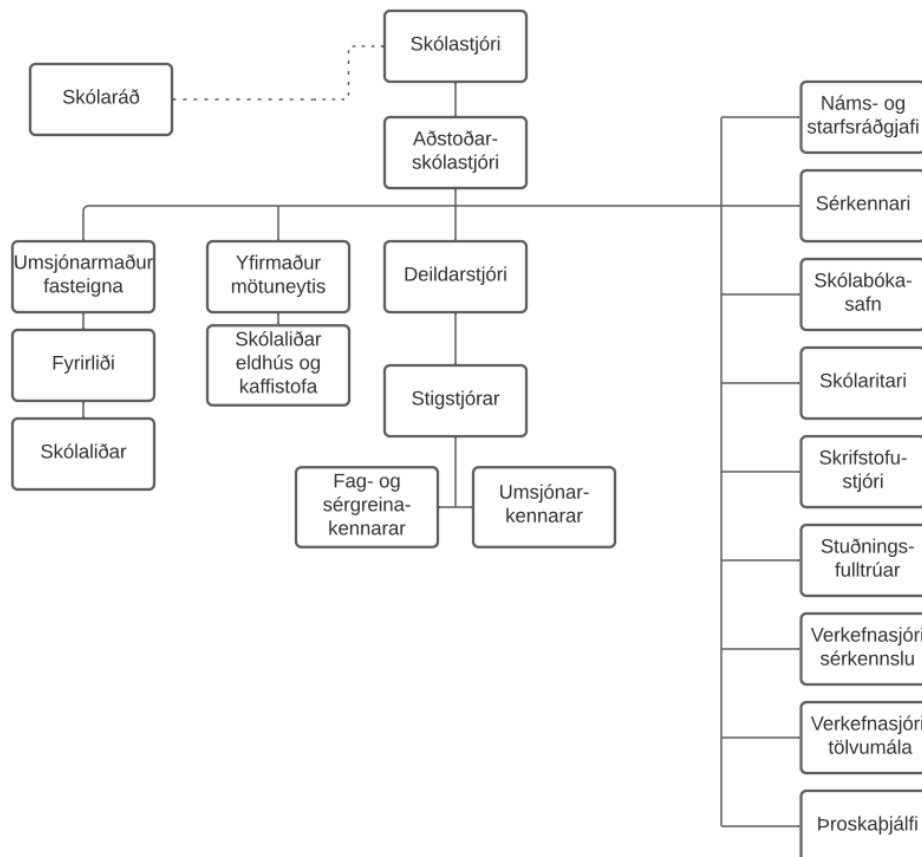 Skólastjóri
Skólaráð
Aðstoðar-
skólastjóri
Umsjónarmaður
fasteigna
Fyrirliði
Skólaliðar
Yfirmaður
mötuneytis
Skólaliðar
eldhús og
kaffistofa
Deildarstjóri
Stigstjórar
Fag- og
sérgreina-
kennarar
Umsjónar-
kennarar
Náms- og
starfsráðgjafi
Sérkennari
Skólabóka-
safn
Skólaritari
Skrifstofu-
stjóri
Stuðnings-
fulltrúar
Verkefnasjóri
sérkennslu
Verkefnasjóri
tölvumála
Þroskaþjálfi